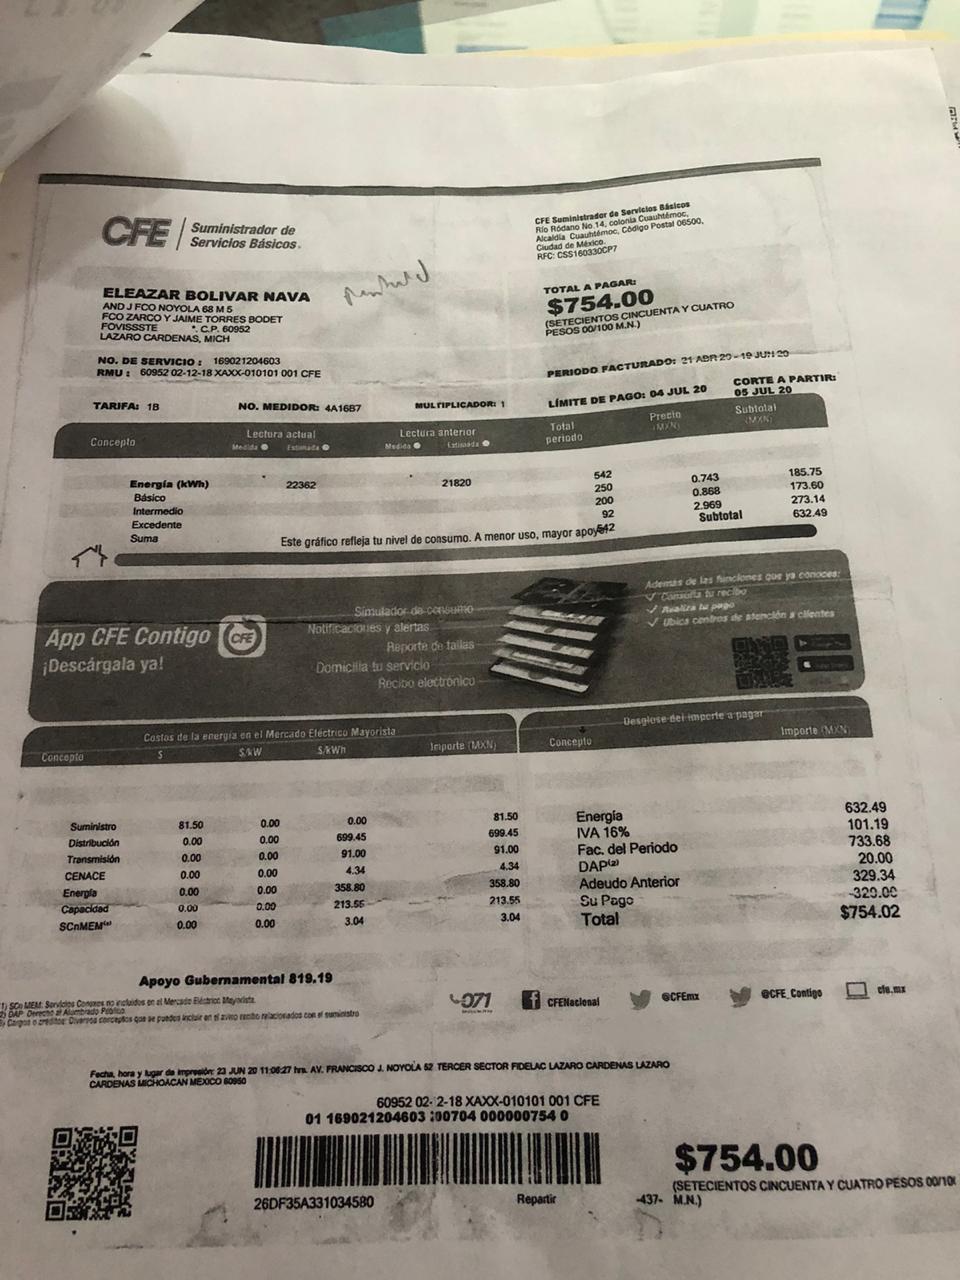 CFE Suministrador de
Servicios Básicos®
CFE Suministrador de Servicios Básicos
Río Ródano No.14, colonia Cuauhtémoc,
Alcaldía Cuauhtémoc, Código Postal 06500,
Ciudad de México.
RFC: CSS160330CP7
ELEAZAR BOLIVAR NAVA
AND J FCO NOYOLA 68 M 5
FCO ZARCO Y JAIME TORRES BODET
FOVISSSTE *. C.P. 60952
LAZARO CARDENAS, MICH
TOTAL A PAGAR:
$754.00
(SETECIENTOS CINCUENTA Y CUATRO
PESOS 00/100 M.N.)
NO. DE SERVICIO : 169021204603
RMU : 60952 02-12-18 XAXX-010101 001 CFE
PERIODO FACTURADO: 21 ABR 20 - 19 JUN 20
TARIFA: 1B NO. MEDIDOR: 4A16B7 MULTIPLICADOR: 1 LÍMITE DE PAGO: 04 JUL 20 CORTE A PARTIR:
05 JUL 20
Concepto Lectura actual Lectura anterior Total periodo Precio (MXN) Subtotal (MXN)
Medida Estimada Medida Estimada
Energía (kWh) 22362 21820 542
Básico 250 0.743 185.75
Intermedio 200 0.868 173.60
Excedente 92 2.969 273.14
Suma 542 Subtotal 632.49
Este gráfico refleja tu nivel de consumo. A menor uso, mayor apoyo.
App CFE Contigo CFE
¡Descárgala ya!
Simulador de consumo
Notificaciones y alertas
Reporte de fallas
Domicilia tu servicio
Recibo electrónico
Además de las funciones que ya conoces:
Consulta tu recibo
Realiza tu pago
Ubica centros de atención a clientes
Costos de la energía en el Mercado Eléctrico Mayorista
Concepto $ $/kW $/kWh Importe (MXN)
Suministro 81.50 0.00 0.00 81.50
Distribución 0.00 0.00 699.45 699.45
Transmisión 0.00 0.00 91.00 91.00
CENACE 0.00 0.00 4.34 4.34
Energía 0.00 0.00 358.80 358.80
Capacidad 0.00 0.00 213.55 213.55
SCnMEM 0.00 0.00 3.04 3.04
Desglose del importe a pagar
Concepto Importe (MXN)
Energía 632.49
IVA 16% 101.19
Fac. del Periodo 733.68
DAP(2) 20.00
Adeudo Anterior 329.34
Su Pago -329.00
Total $754.02
Apoyo Gubernamental 819.19
1) SCnMEM: Servicios Conexos no incluidos en el Mercado Eléctrico Mayorista.
2) DAP: Derecho al Alumbrado Público.
3) Cargos o créditos: Diversos conceptos que se pueden incluir en el aviso recibo relacionados con el suministro
071 CFENacional @CFEmx @CFE_Contigo cfe.mx
Fecha, hora y lugar de impresión: 23 JUN 20 11:06:27 hrs. AV. FRANCISCO J. NOYOLA 52 TERCER SECTOR FIDELAC LAZARO CARDENAS LAZARO
CARDENAS MICHOACAN MEXICO 60950
60952 02- 2-18 XAXX-010101 001 CFE
01 169021204603 200704 000000754 0
26DF35A331034580 Repartir -437-
$754.00
(SETECIENTOS CINCUENTA Y CUATRO PESOS 00/10
M.N.)